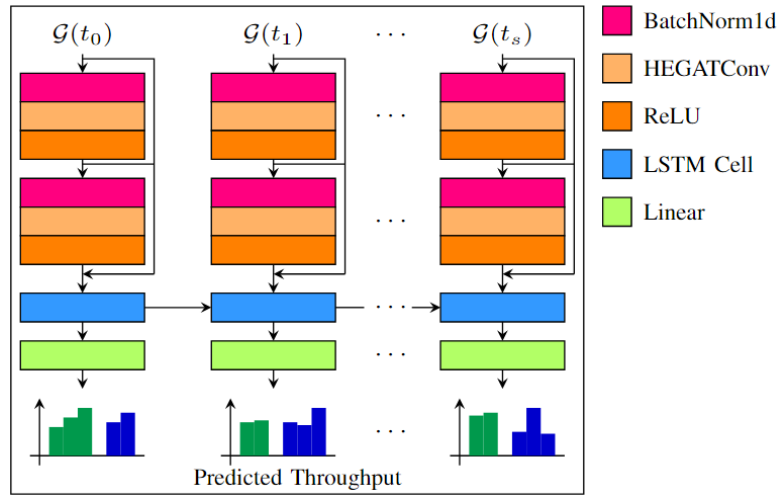 𝒢(t₀) 𝒢(t₁) · · · 𝒢(tₛ)
· · ·
· · ·
· · ·
· · ·
· · ·
Predicted Throughput
BatchNorm1d
HEGATConv
ReLU
LSTM Cell
Linear